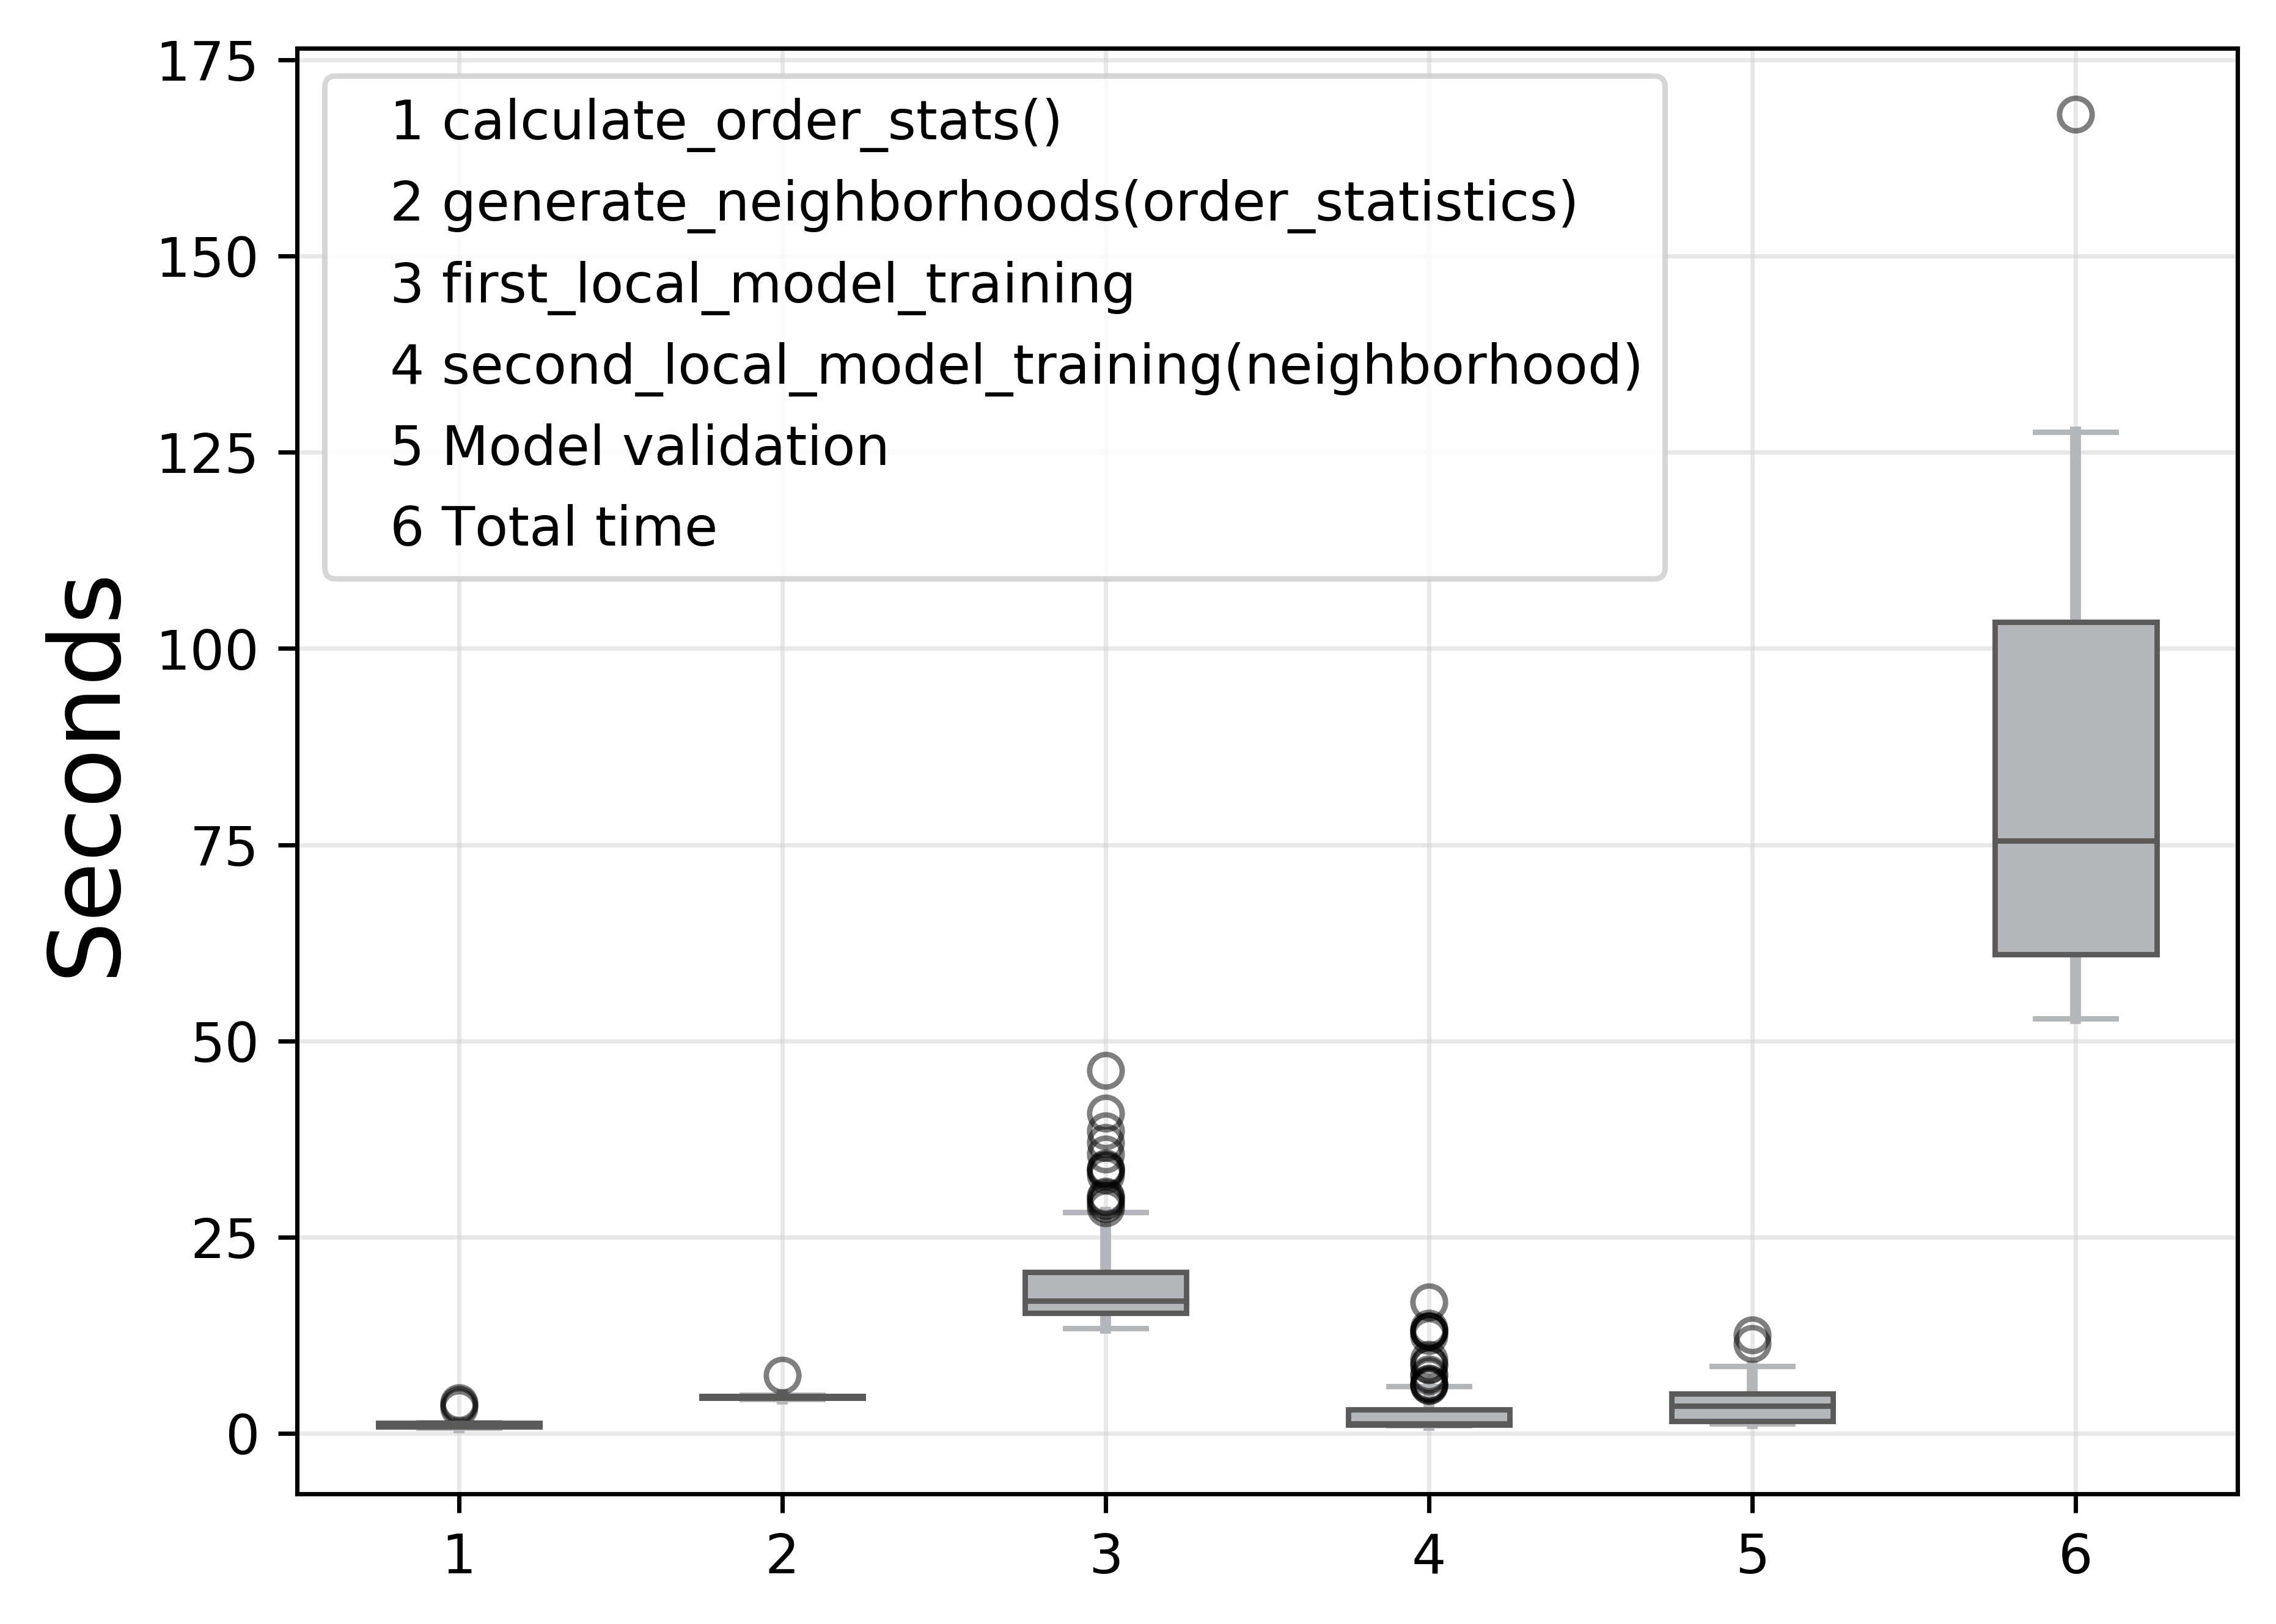 Seconds
175
150
125
100
75
50
25
0
1 calculate_order_stats()
2 generate_neighborhoods(order_statistics)
3 first_local_model_training
4 second_local_model_training(neighborhood)
5 Model validation
6 Total time
1 2 3 4 5 6